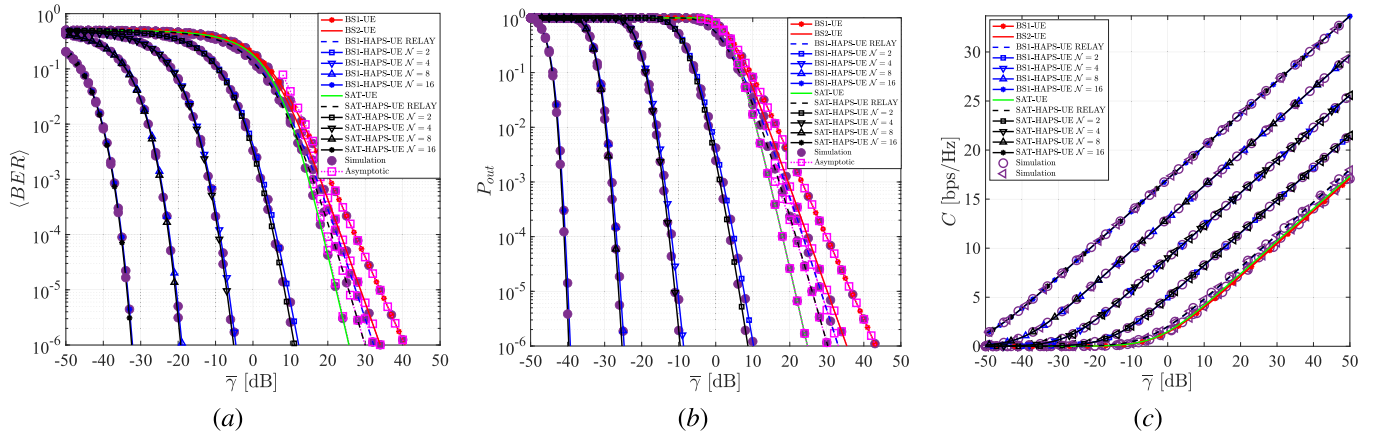 BS1-UE
BS2-UE
BS1-HAPS-UE RELAY
BS1-HAPS-UE 𝒩 = 2
BS1-HAPS-UE 𝒩 = 4
BS1-HAPS-UE 𝒩 = 8
BS1-HAPS-UE 𝒩 = 16
SAT-UE
SAT-HAPS-UE RELAY
SAT-HAPS-UE 𝒩 = 2
SAT-HAPS-UE 𝒩 = 4
SAT-HAPS-UE 𝒩 = 8
SAT-HAPS-UE 𝒩 = 16
Simulation
Asymptotic
10^0
10^-1
10^-2
10^-3
10^-4
10^-5
10^-6
⟨BER⟩
-50 -40 -30 -20 -10 0 10 20 30 40 50
γ̅ [dB]
(a)
BS1-UE
BS2-UE
BS1-HAPS-UE RELAY
BS1-HAPS-UE 𝒩 = 2
BS1-HAPS-UE 𝒩 = 4
BS1-HAPS-UE 𝒩 = 8
BS1-HAPS-UE 𝒩 = 16
SAT-UE
SAT-HAPS-UE RELAY
SAT-HAPS-UE 𝒩 = 2
SAT-HAPS-UE 𝒩 = 4
SAT-HAPS-UE 𝒩 = 8
SAT-HAPS-UE 𝒩 = 16
Simulation
Asymptotic
10^0
10^-1
10^-2
10^-3
10^-4
10^-5
10^-6
P_out
-50 -40 -30 -20 -10 0 10 20 30 40 50
γ̅ [dB]
(b)
BS1-UE
BS2-UE
BS1-HAPS-UE RELAY
BS1-HAPS-UE 𝒩 = 2
BS1-HAPS-UE 𝒩 = 4
BS1-HAPS-UE 𝒩 = 8
BS1-HAPS-UE 𝒩 = 16
SAT-UE
SAT-HAPS-UE RELAY
SAT-HAPS-UE 𝒩 = 2
SAT-HAPS-UE 𝒩 = 4
SAT-HAPS-UE 𝒩 = 8
SAT-HAPS-UE 𝒩 = 16
Simulation
Simulation
30
25
20
15
10
5
0
C [bps/Hz]
-50 -40 -30 -20 -10 0 10 20 30 40 50
γ̅ [dB]
(c)